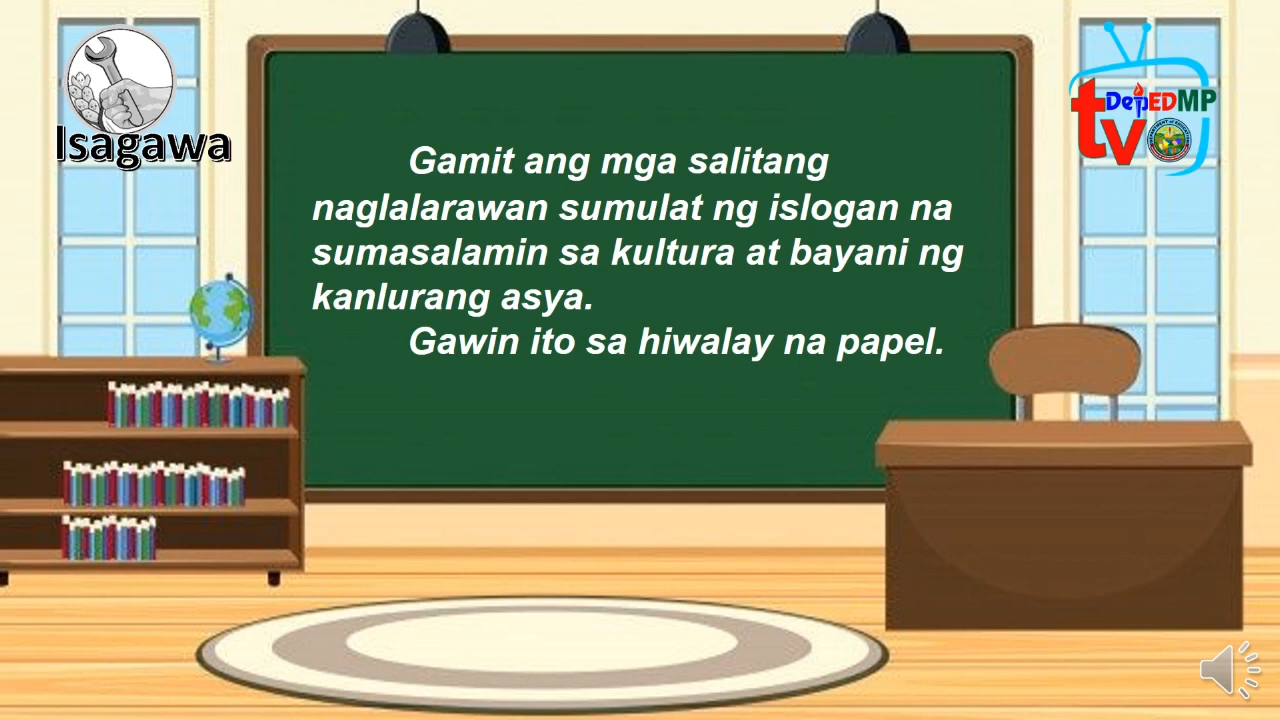 Isagawa
DepEDMP
tv
Gamit ang mga salitang
naglalarawan sumulat ng islogan na
sumasalamin sa kultura at bayani ng
kanlurang asya.
Gawin ito sa hiwalay na papel.